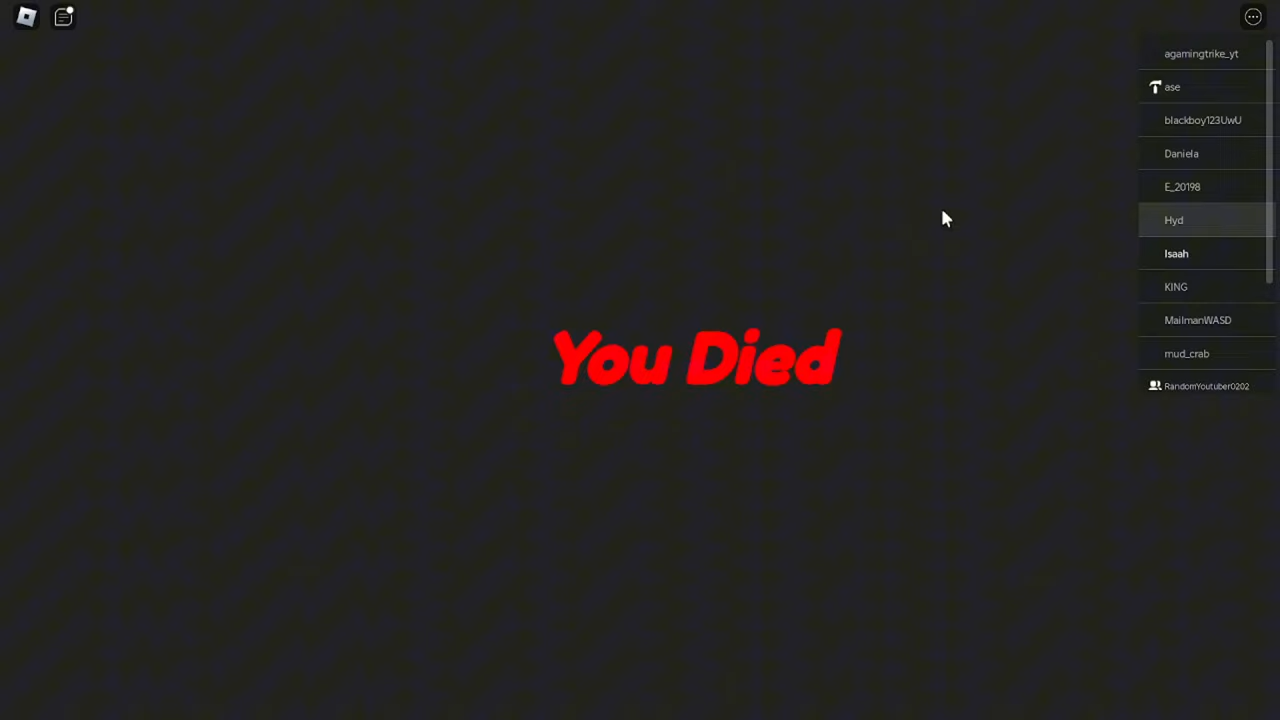 agamingtrike_yt
ase
blackboy123UwU
Daniela
E_20198
Hyd
Isaah
KING
MailmanWASD
mud_crab
RandomYoutuber0202
You Died